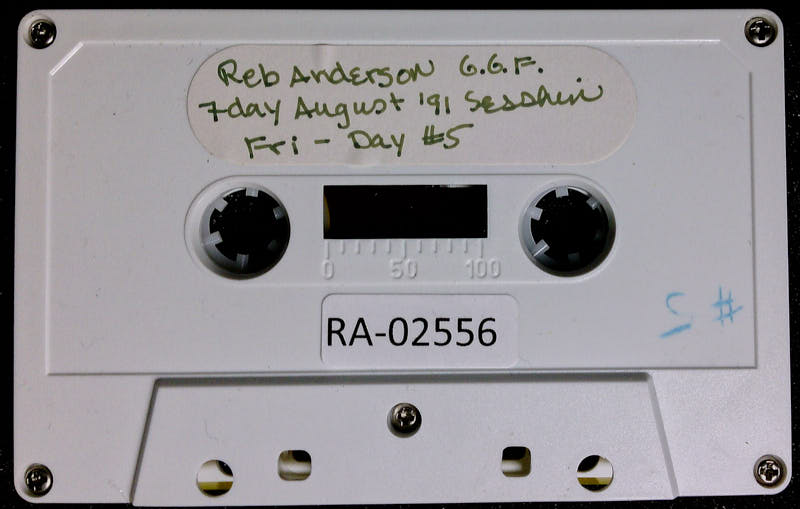 Reb Anderson G.G.F.
7day August '91 Sesshin
Fri - Day #5
0 50 100
RA-02556
# 5